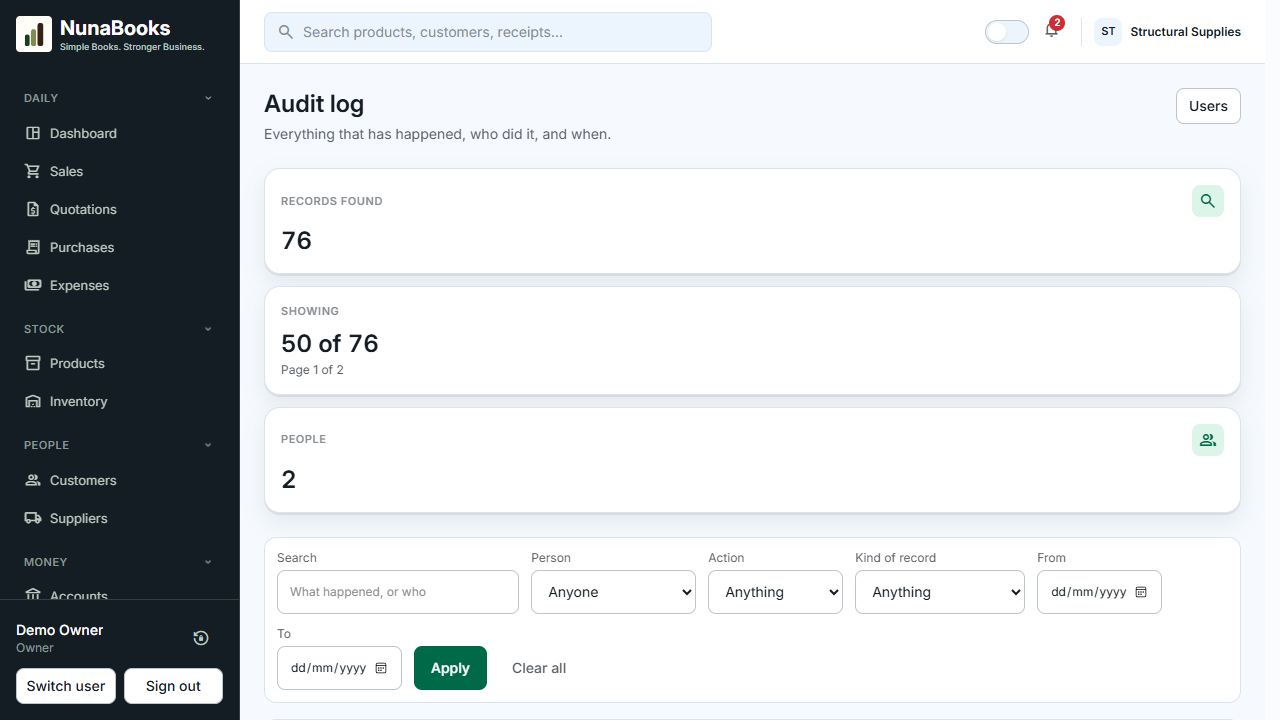 NunaBooks
Simple Books. Stronger Business.
DAILY
Dashboard
Sales
Quotations
Purchases
Expenses
STOCK
Products
Inventory
PEOPLE
Customers
Suppliers
MONEY
Accounts
Demo Owner
Owner
Switch user
Sign out
Search products, customers, receipts...
2
ST
Structural Supplies
Audit log
Everything that has happened, who did it, and when.
Users
RECORDS FOUND
76
SHOWING
50 of 76
Page 1 of 2
PEOPLE
2
Search
Person
Action
Kind of record
From
What happened, or who
Anyone
Anything
Anything
dd/mm/yyyy
To
dd/mm/yyyy
Apply
Clear all